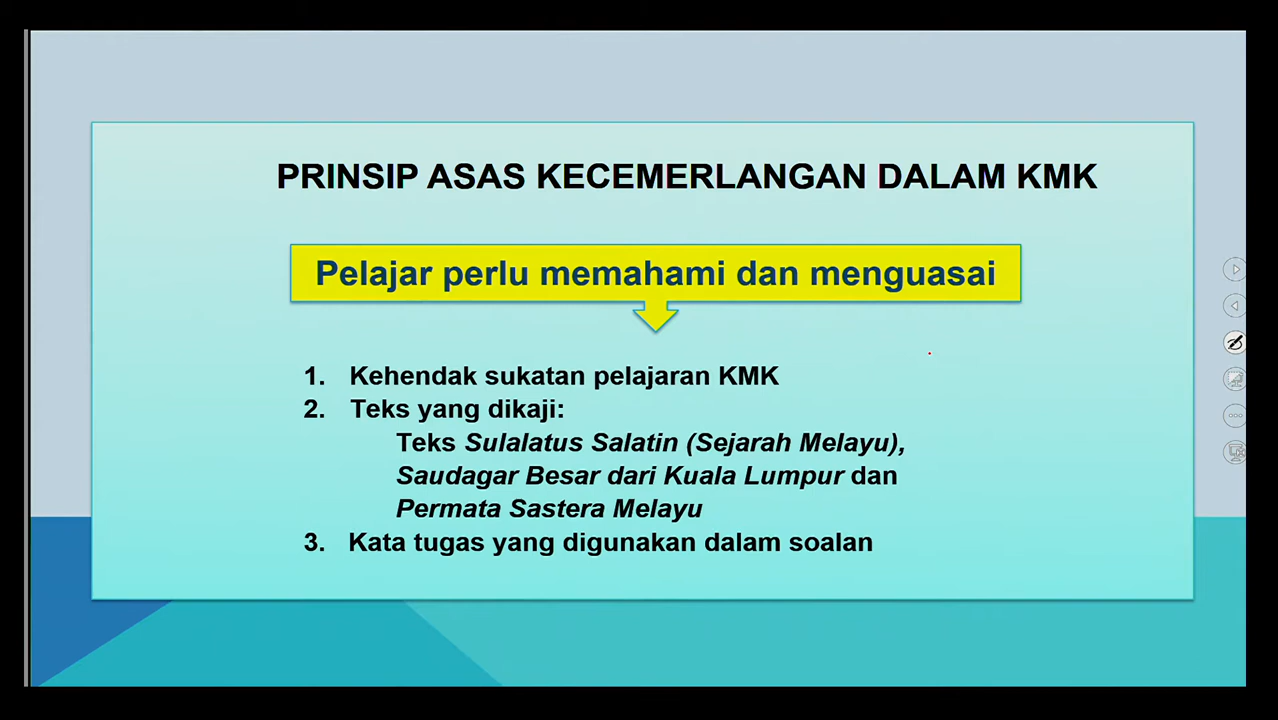 PRINSIP ASAS KECEMERLANGAN DALAM KMK
Pelajar perlu memahami dan menguasai
1. Kehendak sukatan pelajaran KMK
2. Teks yang dikaji:
Teks Sulalatus Salatin (Sejarah Melayu),
Saudagar Besar dari Kuala Lumpur dan
Permata Sastera Melayu
3. Kata tugas yang digunakan dalam soalan